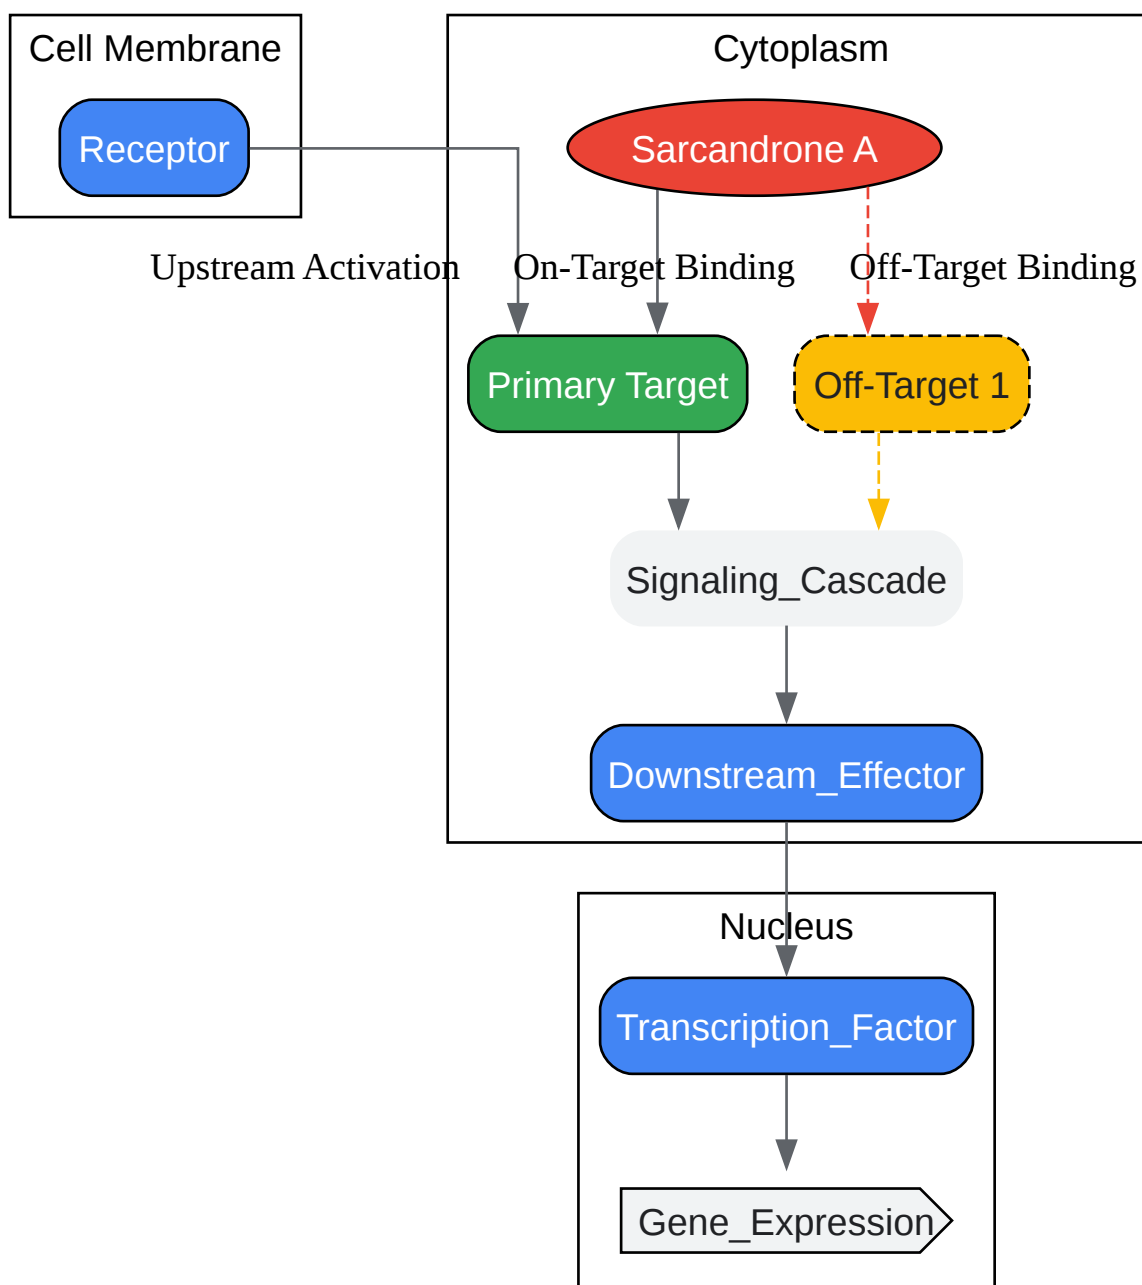 Cell Membrane
Cytoplasm
Receptor
Sarcandrone A
Upstream Activation
On-Target Binding
Off-Target Binding
Primary Target
Off-Target 1
Signaling_Cascade
Downstream_Effector
Nucleus
Transcription_Factor
Gene_Expression